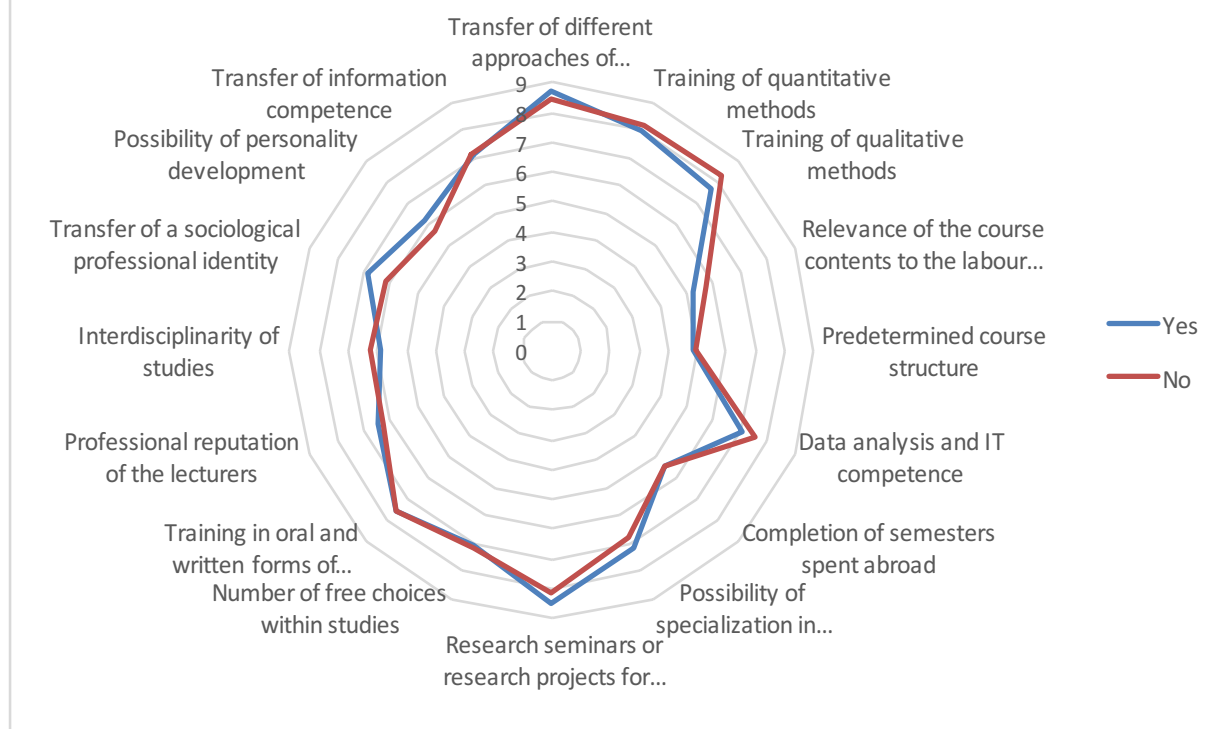 Transfer of different
approaches of...
Training of quantitative
methods
Training of qualitative
methods
Relevance of the course
contents to the labour...
Predetermined course
structure
Data analysis and IT
competence
Completion of semesters
spent abroad
Possibility of
specialization in...
Research seminars or
research projects for...
Number of free choices
within studies
Training in oral and
written forms of...
Professional reputation
of the lecturers
Interdisciplinarity of
studies
Transfer of a sociological
professional identity
Possibility of personality
development
Transfer of information
competence
9
8
7
6
5
4
3
2
1
0
Yes
No